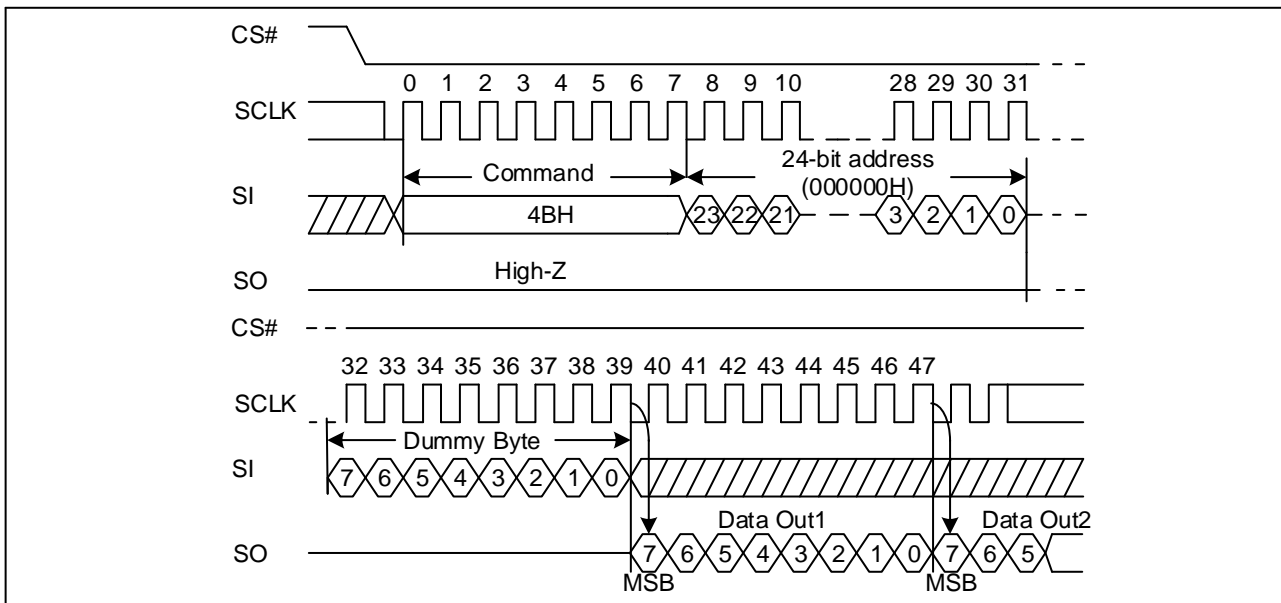 CS#
0 1 2 3 4 5 6 7 8 9 10 28 29 30 31
SCLK
Command
24-bit address
(000000H)
SI
4BH
23 22 21 3 2 1 0
High-Z
SO
CS#
32 33 34 35 36 37 38 39 40 41 42 43 44 45 46 47
SCLK
Dummy Byte
SI
7 6 5 4 3 2 1 0
Data Out1 Data Out2
SO
7 6 5 4 3 2 1 0 7 6 5
MSB MSB